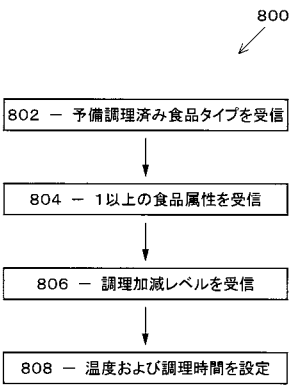 800
802 － 予備調理済み食品タイプを受信
804 － 1以上の食品属性を受信
806 － 調理加減レベルを受信
808 － 温度および調理時間を設定